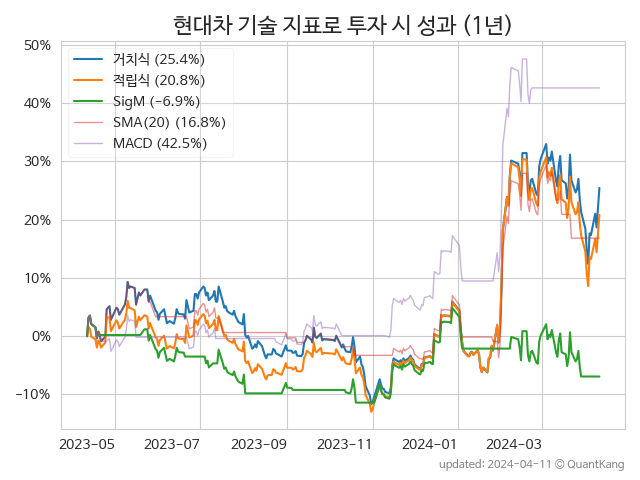 현대차 기술 지표로 투자 시 성과 (1년)
50%
40%
30%
20%
10%
0%
−10%
거치식 (25.4%)
적립식 (20.8%)
SigM (−6.9%)
SMA(20) (16.8%)
MACD (42.5%)
2023-05 2023-07 2023-09 2023-11 2024-01 2024-03
updated: 2024-04-11 © QuantKang